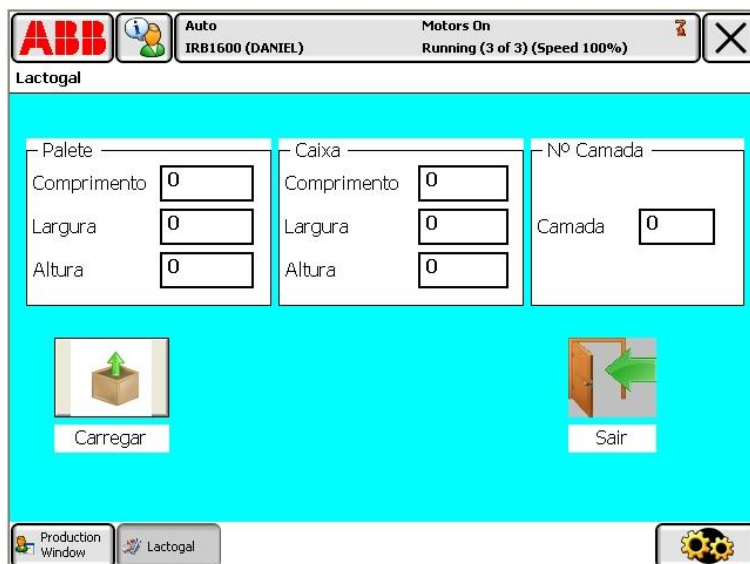 ABB
Auto
IRB1600 (DANIEL)
Motors On
Running (3 of 3) (Speed 100%)
Lactogal
Palete
Comprimento 0
Largura 0
Altura 0
Caixa
Comprimento 0
Largura 0
Altura 0
Nº Camada
Camada 0
Carregar
Sair
Production
Window
Lactogal